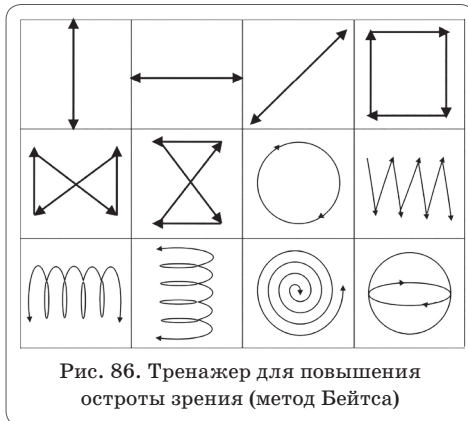 Рис. 86. Тренажер для повышения
остроты зрения (метод Бейтса)